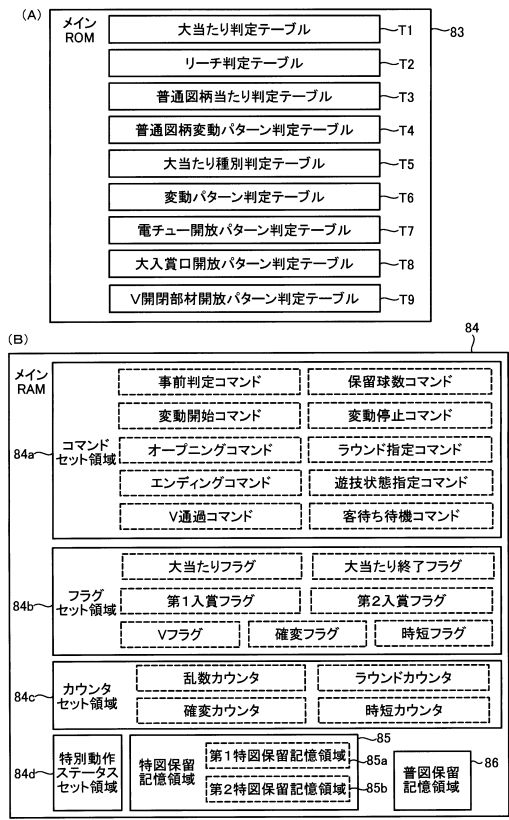 (A)
メイン
ROM
83
大当たり判定テーブル
T1
リーチ判定テーブル
T2
普通図柄当たり判定テーブル
T3
普通図柄変動パターン判定テーブル
T4
大当たり種別判定テーブル
T5
変動パターン判定テーブル
T6
電チュー開放パターン判定テーブル
T7
大入賞口開放パターン判定テーブル
T8
V開閉部材開放パターン判定テーブル
T9
(B)
84
メイン
RAM
84a
コマンド
セット領域
事前判定コマンド
保留球数コマンド
変動開始コマンド
変動停止コマンド
オープニングコマンド
ラウンド指定コマンド
エンディングコマンド
遊技状態指定コマンド
V通過コマンド
客待ち待機コマンド
84b
フラグ
セット領域
大当たりフラグ
大当たり終了フラグ
第1入賞フラグ
第2入賞フラグ
Vフラグ
確変フラグ
時短フラグ
84c
カウンタ
セット領域
乱数カウンタ
ラウンドカウンタ
確変カウンタ
時短カウンタ
84d
特別動作
ステータス
セット領域
85
特図保留
記憶領域
第1特図保留記憶領域
85a
第2特図保留記憶領域
85b
86
普図保留
記憶領域